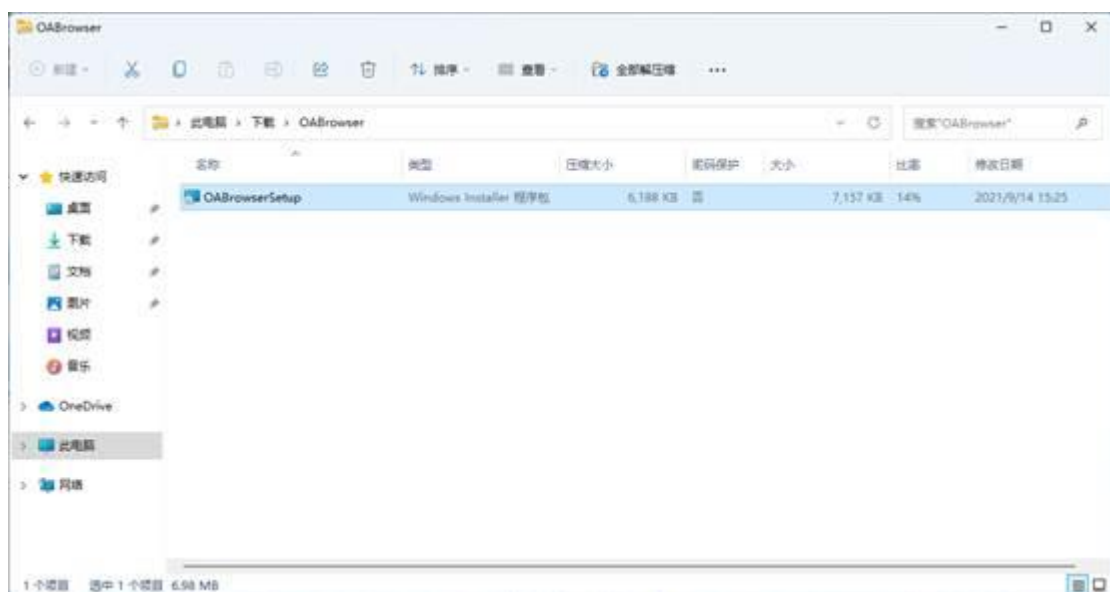 OABrowser
新建
排序
查看
全部解压缩
此电脑 › 下载 › OABrowser
搜索"OABrowser"
名称 类型 压缩大小 密码保护 大小 比率 修改日期
OABrowserSetup Windows Installer 程序包 6,188 KB 否 7,157 KB 14% 2021/9/14 15:25
快速访问
桌面
下载
文档
图片
视频
音乐
OneDrive
此电脑
网络
1 个项目 选中 1 个项目 6.98 MB